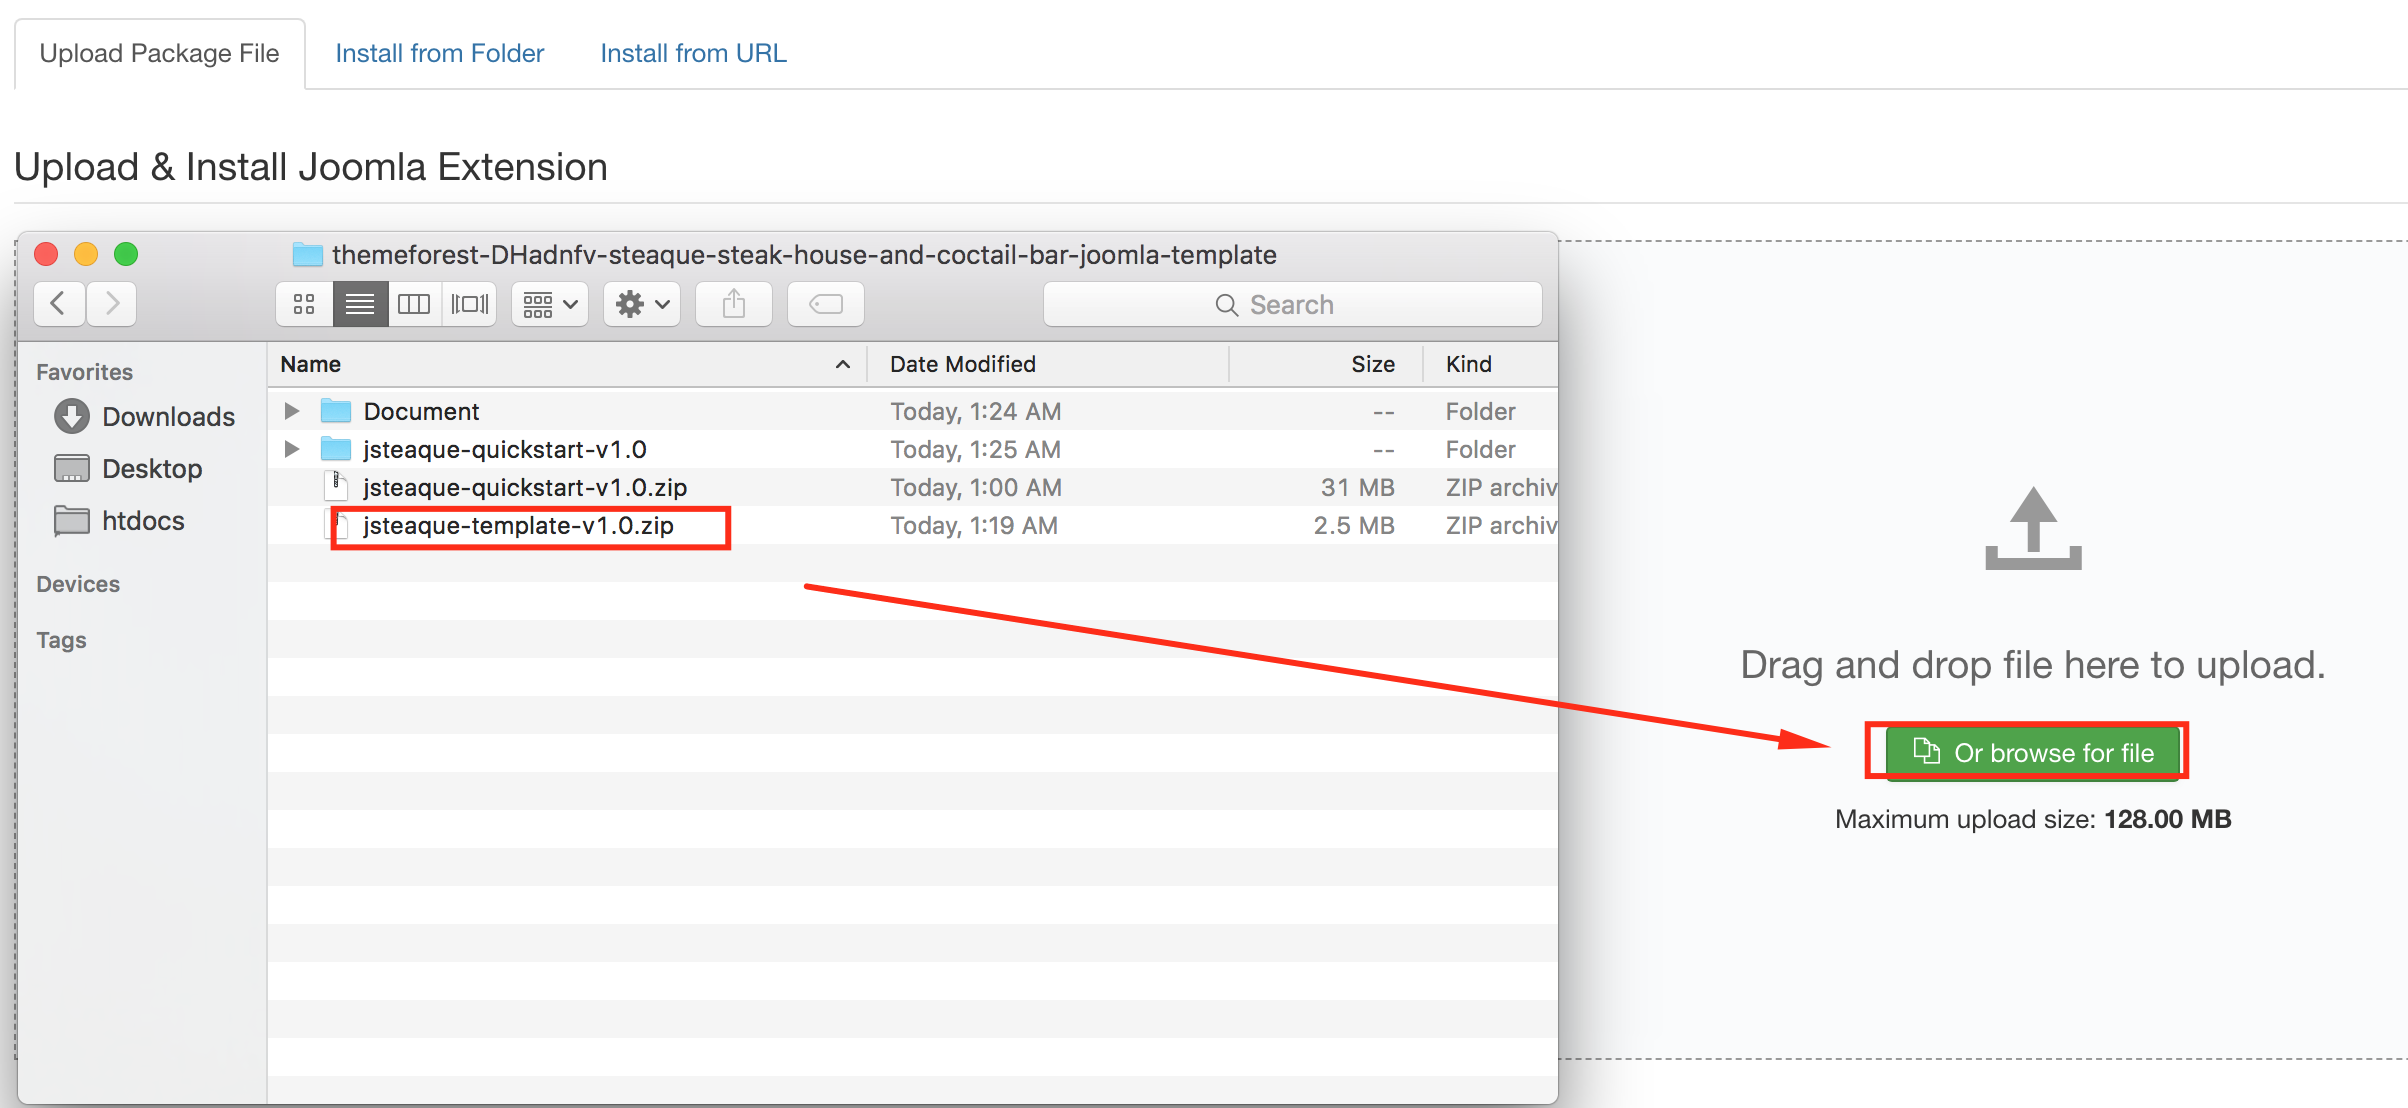 Upload Package File
Install from Folder
Install from URL
Upload & Install Joomla Extension
themeforest-DHadnfv-steaque-steak-house-and-coctail-bar-joomla-template
Search
Favorites
Downloads
Desktop
htdocs
Devices
Tags
Name Date Modified Size Kind
Document Today, 1:24 AM -- Folder
jsteaque-quickstart-v1.0 Today, 1:25 AM -- Folder
jsteaque-quickstart-v1.0.zip Today, 1:00 AM 31 MB ZIP archiv
jsteaque-template-v1.0.zip Today, 1:19 AM 2.5 MB ZIP archiv
Drag and drop file here to upload.
Or browse for file
Maximum upload size: 128.00 MB